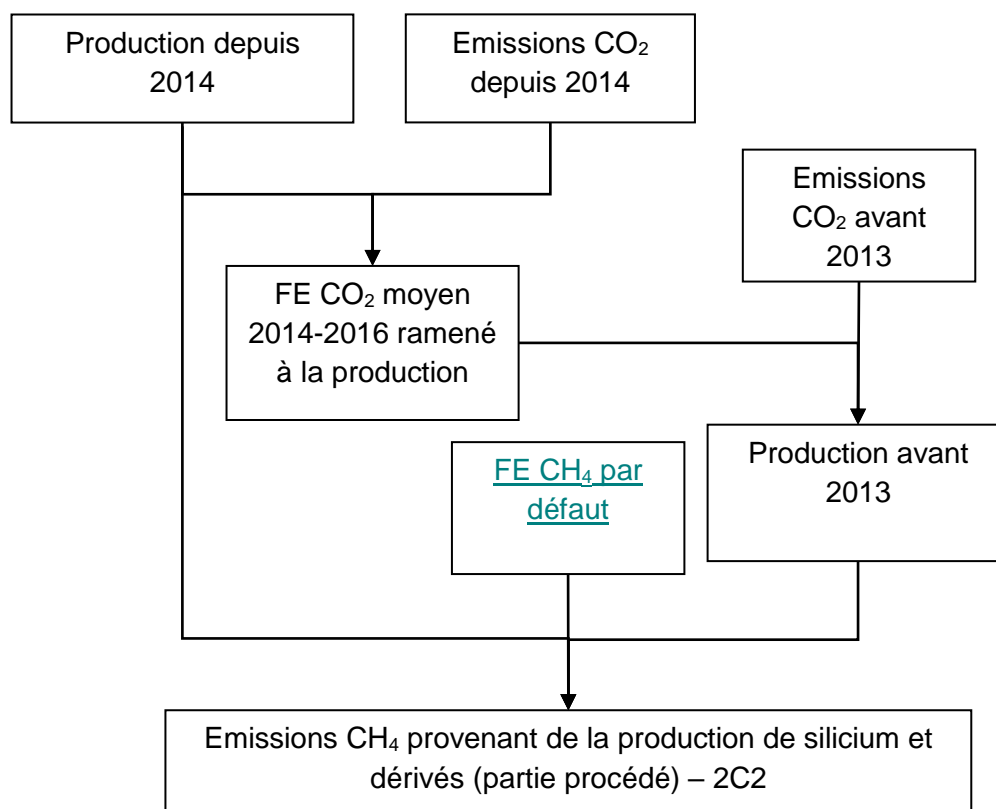 Production depuis
2014
Emissions CO₂
depuis 2014
Emissions
CO₂ avant
2013
FE CO₂ moyen
2014-2016 ramené
à la production
FE CH₄ par
défaut
Production avant
2013
Emissions CH₄ provenant de la production de silicium et
dérivés (partie procédé) – 2C2